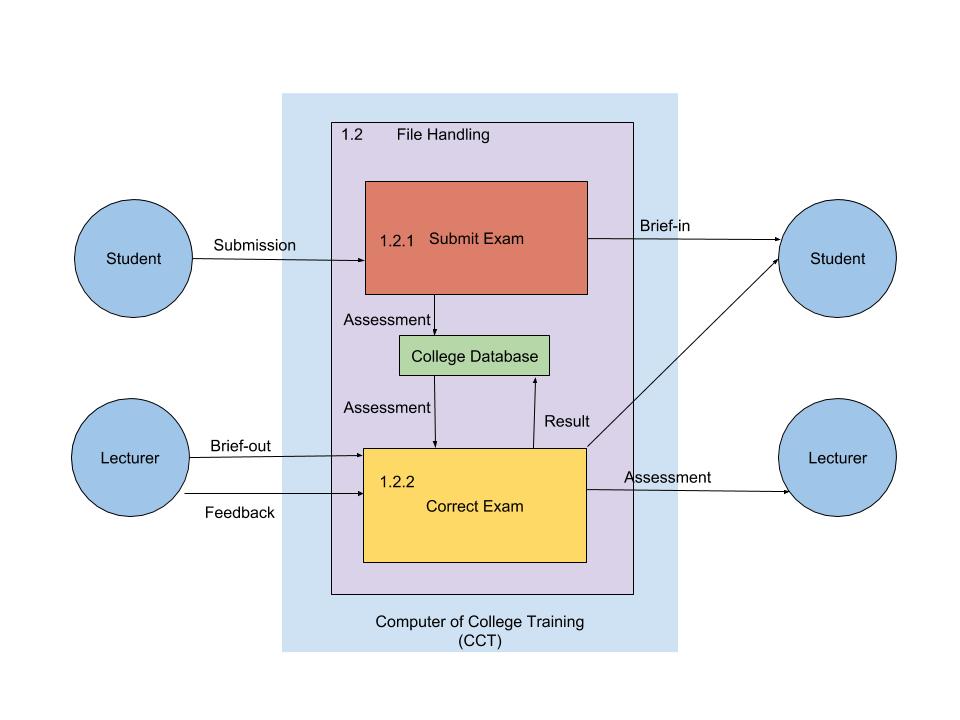 1.2 File Handling
1.2.1 Submit Exam
Brief-in
Student
Submission
Student
Assessment
College Database
Assessment
Result
Lecturer
Brief-out
Lecturer
1.2.2
Assessment
Correct Exam
Feedback
Computer of College Training
(CCT)